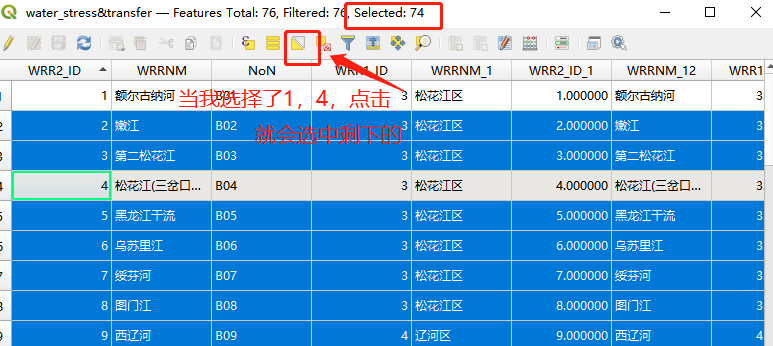 water_stress&transfer — Features Total: 76, Filtered: 76, Selected: 74
WRR2_ID WRRNM NoN WRR1_ID WRRNM_1 WRR2_ID_1 WRRNM_12 WRR1
1 额尔古纳河 B01 3 松花江区 1.000000 额尔古纳河 3
当我选择了1，4，点击
2 2 嫩江 B02 3 松花江区 2.000000 嫩江 3
就会选中剩下的
3 3 第二松花江 B03 3 松花江区 3.000000 第二松花江 3
4 4 松花江(三岔口... B04 3 松花江区 4.000000 松花江(三岔口... 3
5 5 黑龙江干流 B05 3 松花江区 5.000000 黑龙江干流 3
6 6 乌苏里江 B06 3 松花江区 6.000000 乌苏里江 3
7 7 绥芬河 B07 3 松花江区 7.000000 绥芬河 3
8 8 图门江 B08 3 松花江区 8.000000 图门江 3
9 9 西辽河 B09 4 辽河区 9.000000 西辽河 4